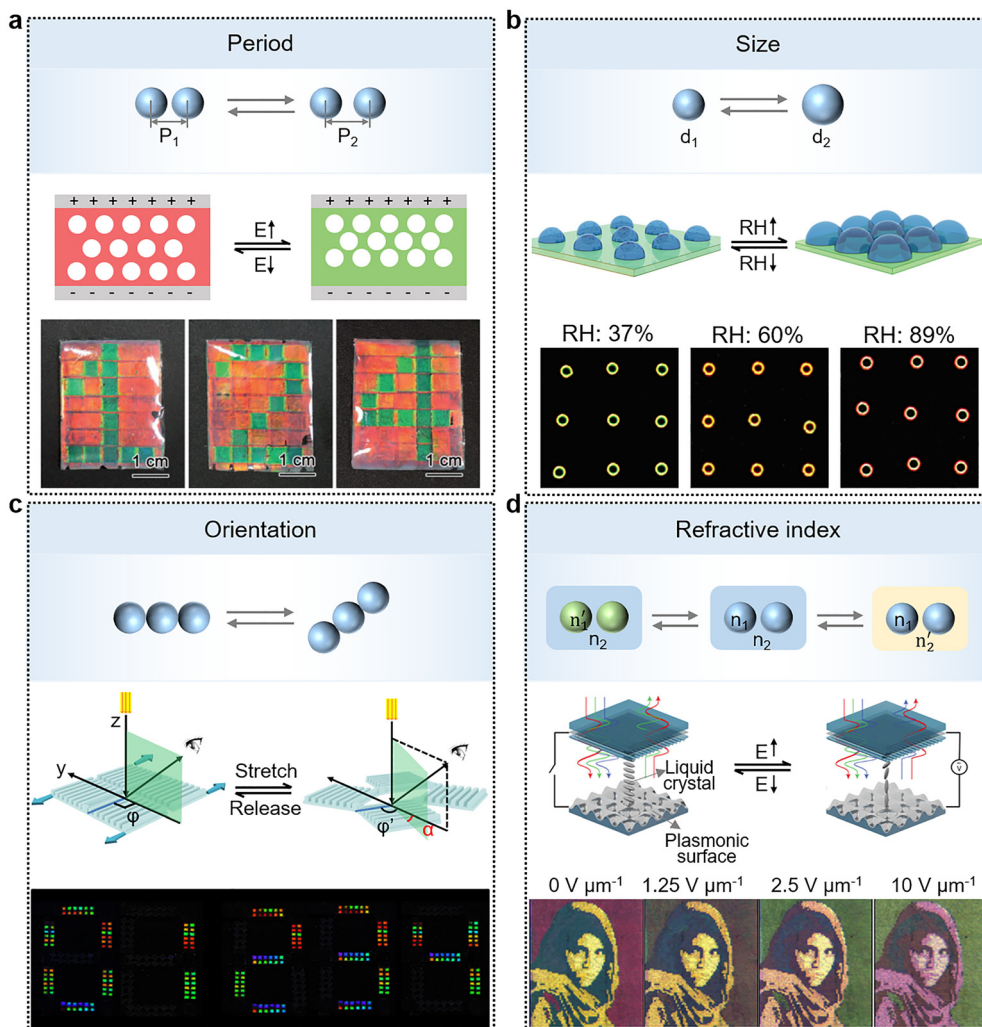 a
Period
P1
P2
+ + + + + + +
+ + + + + + +
E↑
E↓
- - - - - - -
- - - - - - -
1 cm
1 cm
1 cm
b
Size
d1
d2
RH↑
RH↓
RH: 37%
RH: 60%
RH: 89%
c
Orientation
z
y
φ
Stretch
Release
φ'
α
d
Refractive index
n1'
n2
n1
n2
n1
n2'
E↑
E↓
Liquid
crystal
Plasmonic
surface
0 V μm-1
1.25 V μm-1
2.5 V μm-1
10 V μm-1